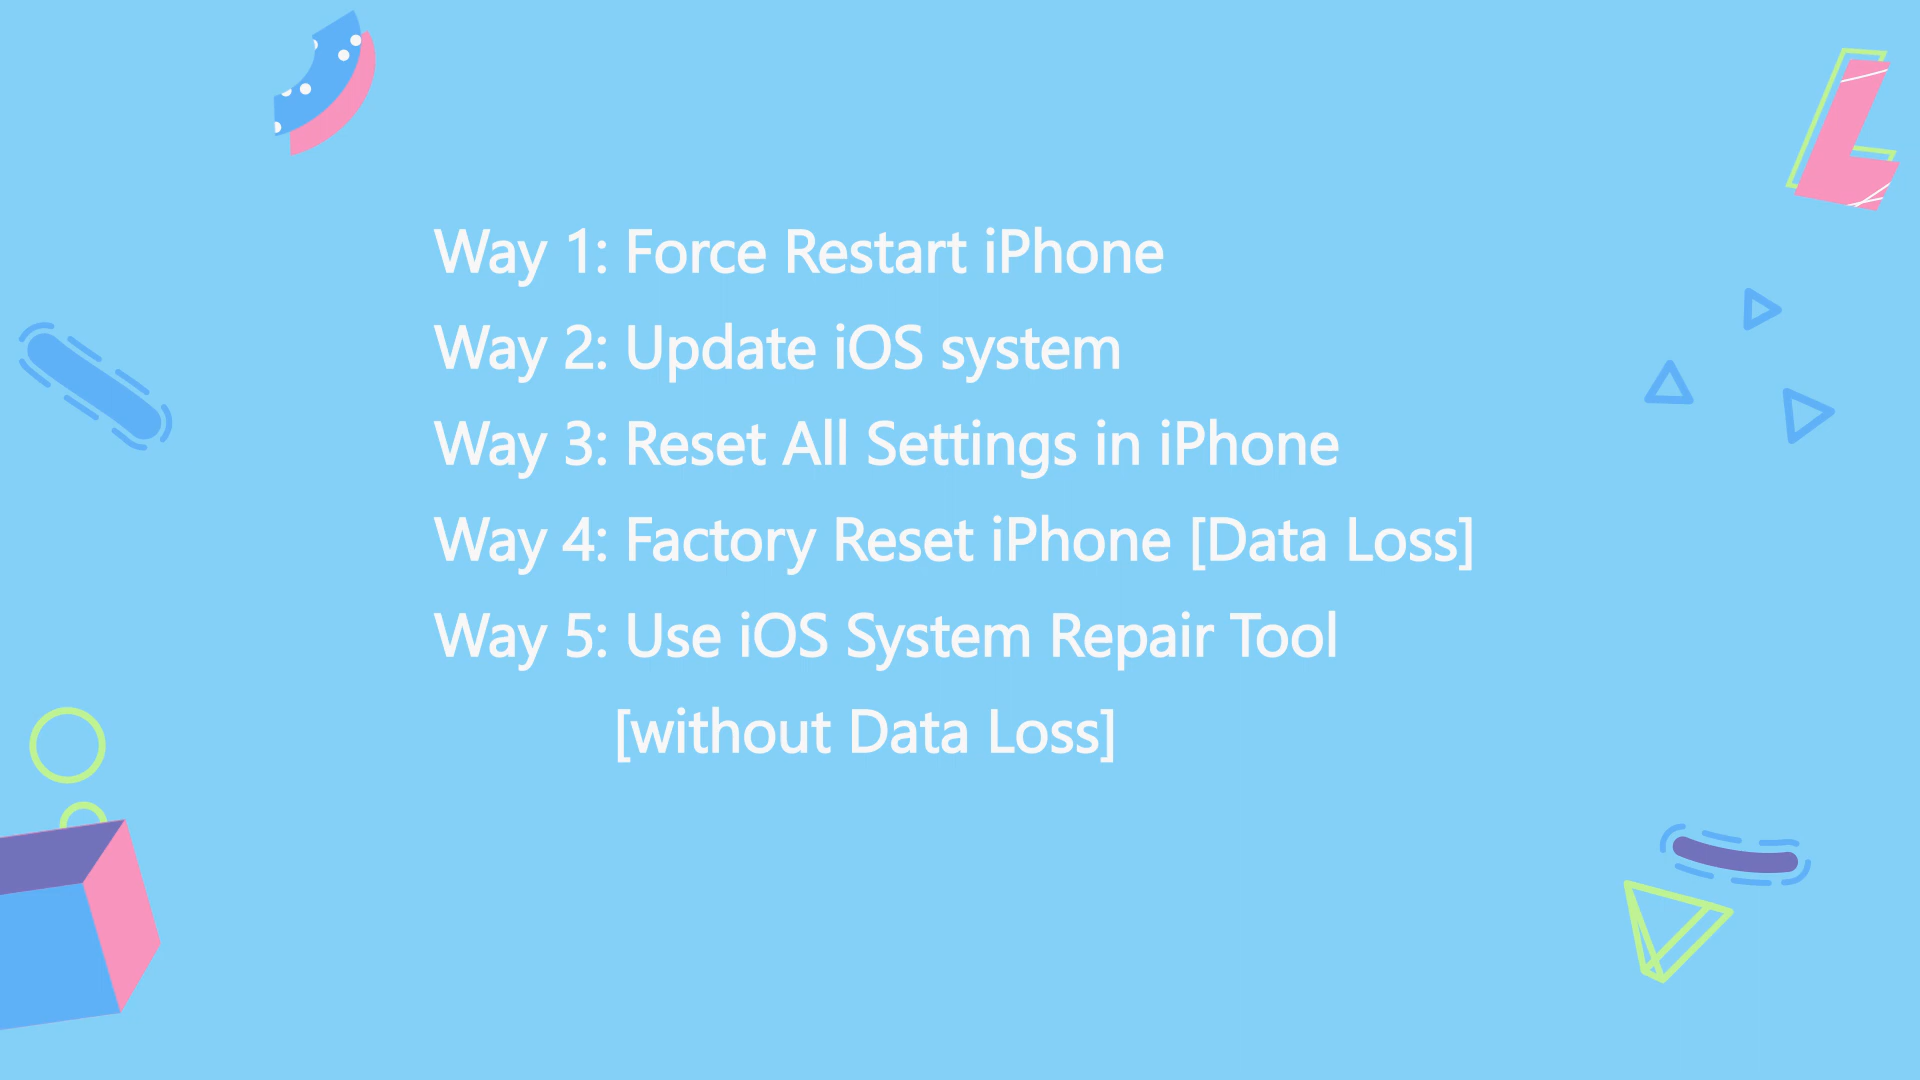 Way 1: Force Restart iPhone
Way 2: Update iOS system
Way 3: Reset All Settings in iPhone
Way 4: Factory Reset iPhone [Data Loss]
Way 5: Use iOS System Repair Tool
[without Data Loss]